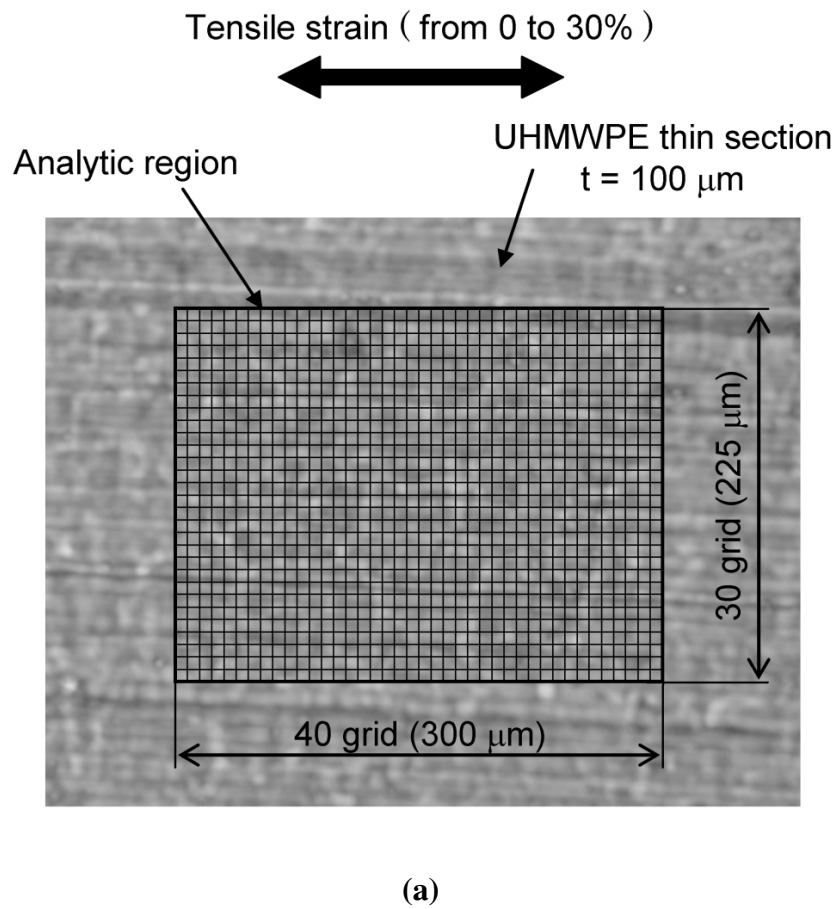 Tensile strain ( from 0 to 30% )
UHMWPE thin section
t = 100 μm
Analytic region
30 grid (225 μm)
40 grid (300 μm)
(a)